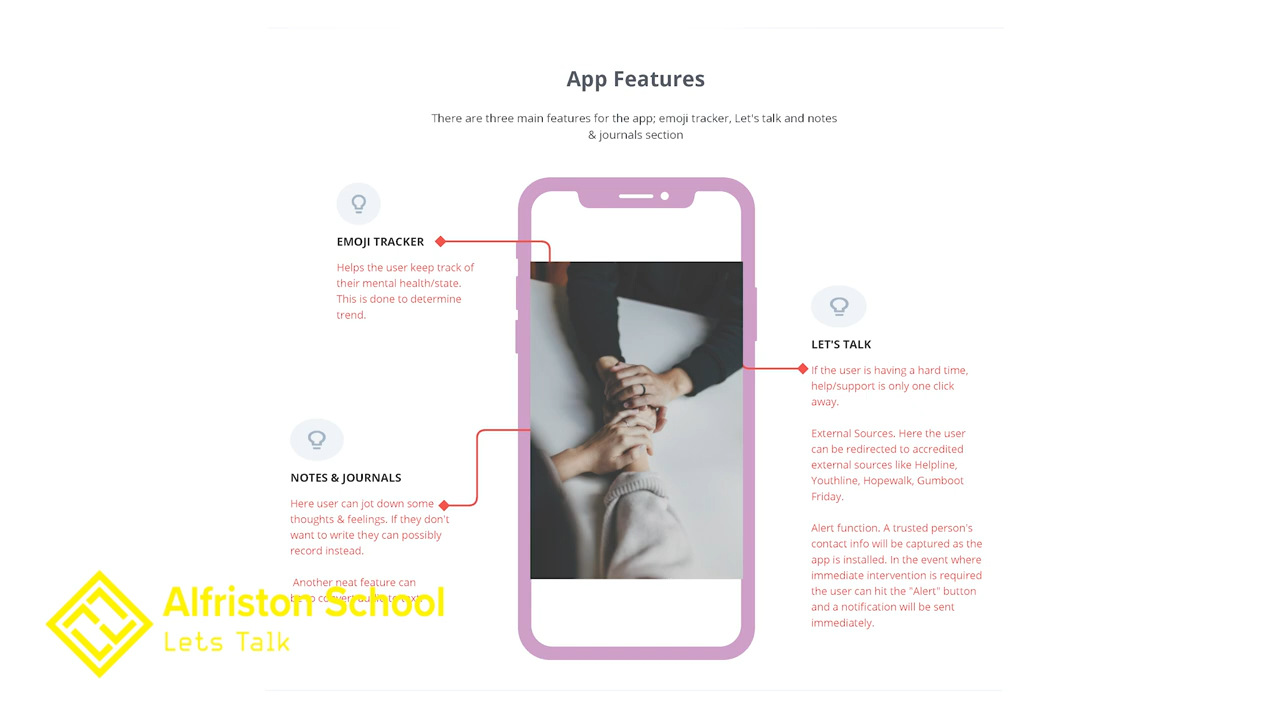 App Features
There are three main features for the app; emoji tracker, Let's talk and notes
& journals section
EMOJI TRACKER
Helps the user keep track of
their mental health/state.
This is done to determine
trend.
LET'S TALK
If the user is having a hard time,
help/support is only one click
away.
External Sources. Here the user
can be redirected to accredited
external sources like Helpline,
Youthline, Hopewalk, Gumboot
Friday.
Alert function. A trusted person's
contact info will be captured as the
app is installed. In the event where
immediate intervention is required
the user can hit the "Alert" button
and a notification will be sent
immediately.
NOTES & JOURNALS
Here user can jot down some
thoughts & feelings. If they don't
want to write they can possibly
record instead.
Another neat feature can
Alfriston School
Lets Talk